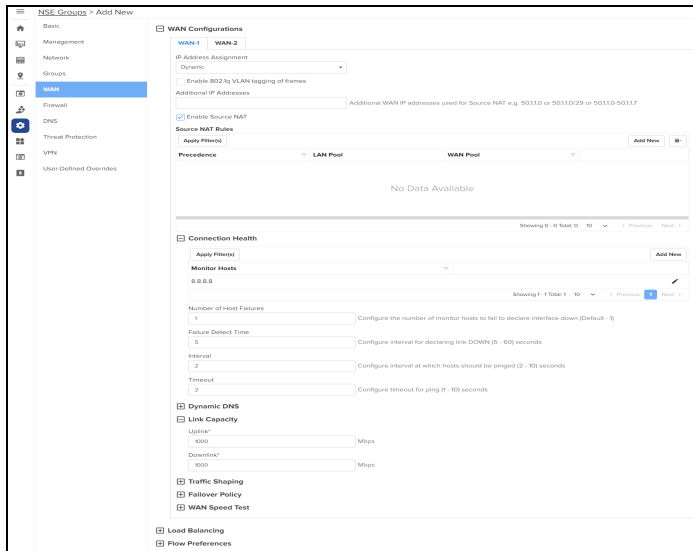 NSE Groups > Add New
Basic
Management
Network
Groups
WAN
Firewall
DNS
Threat Protection
VPN
User-Defined Overrides
WAN Configurations
WAN-1 WAN-2
IP Address Assignment
Dynamic
Enable 802.1q VLAN tagging of frames
Additional IP Addresses
Additional WAN IP addresses used for Source NAT e.g. 50.1.1.0 or 50.1.1.0/29 or 50.1.1.0-50.1.1.7
Enable Source NAT
Source NAT Rules
Apply Filter(s) Add New
Precedence LAN Pool WAN Pool
No Data Available
Showing 0 - 0 Total: 0 10 < Previous Next >
Connection Health
Apply Filter(s) Add New
Monitor Hosts
8.8.8.8
Showing 1 - 1 Total: 1 10 < Previous 1 Next >
Number of Host Failures
1 Configure the number of monitor hosts to fail to declare interface down (Default - 1)
Failure Detect Time
5 Configure interval for declaring link DOWN (5 - 60) seconds
Interval
2 Configure interval at which hosts should be pinged (2 - 10) seconds
Timeout
2 Configure timeout for ping (1 - 10) seconds
Dynamic DNS
Link Capacity
Uplink*
1000 Mbps
Downlink*
1000 Mbps
Traffic Shaping
Failover Policy
WAN Speed Test
Load Balancing
Flow Preferences